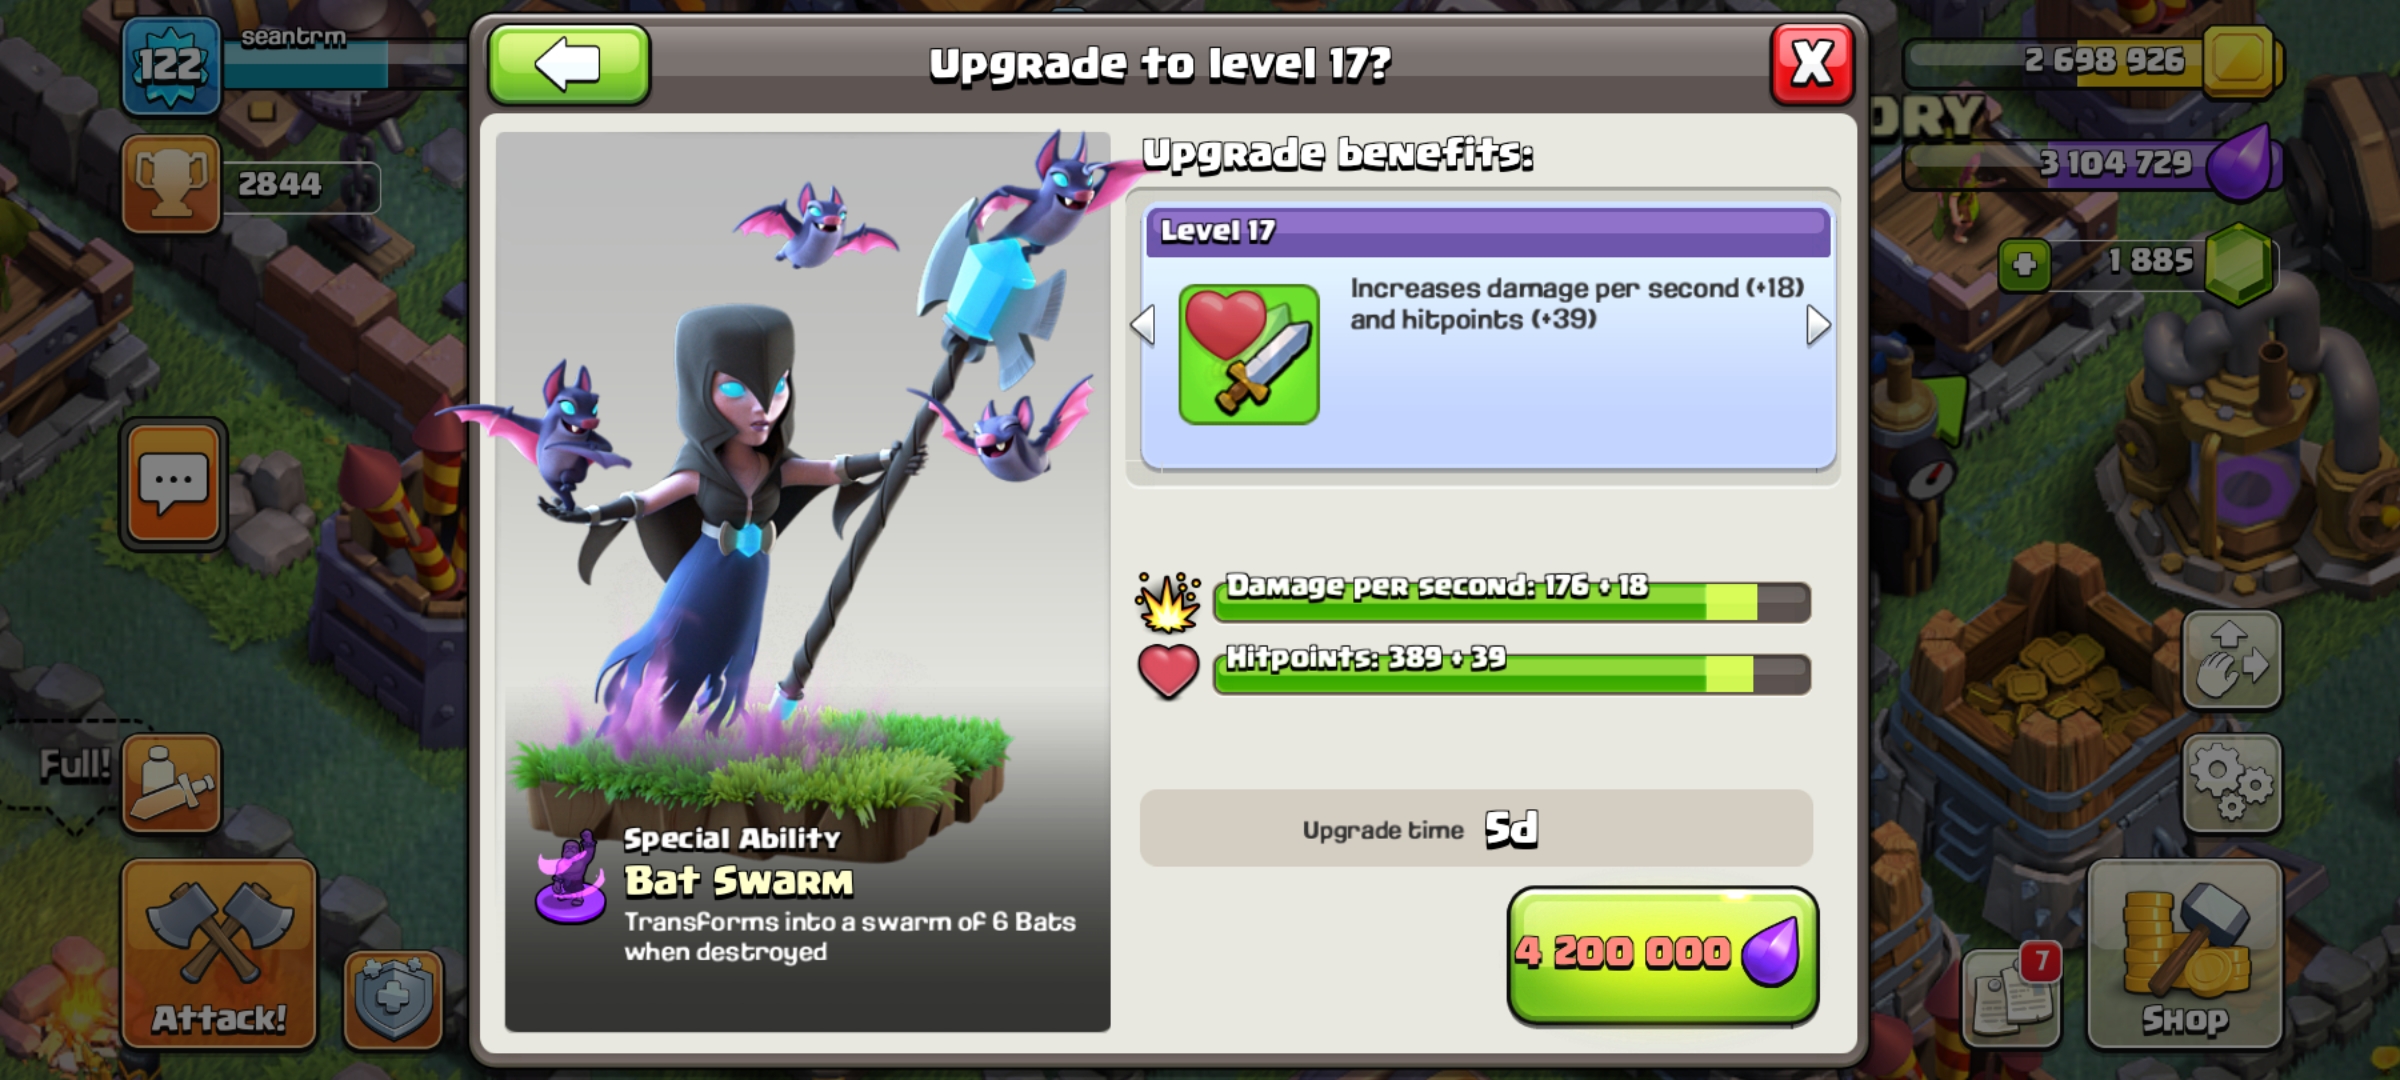 122
seantrm
2844
Full!
Attack!
Upgrade to level 17?
X
Special Ability
Bat Swarm
Transforms into a swarm of 6 Bats
when destroyed
Upgrade benefits:
Level 17
Increases damage per second (+18)
and hitpoints (+39)
Damage per second: 176 + 18
Hitpoints: 389 + 39
Upgrade time 5d
4 200 000
2 698 926
ORY
3 104 729
1 885
7
Shop